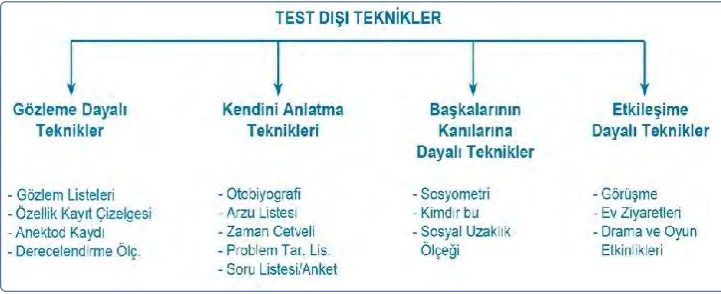 TEST DIŞI TEKNİKLER
Gözleme Dayalı
Teknikler
- Gözlem Listeleri
- Özellik Kayıt Çizelgesi
- Anektod Kaydı
- Derecelendirme Ölç.
Kendini Anlatma
Teknikleri
- Otobiyografi
- Arzu Listesi
- Zaman Cetveli
- Problem Tar. Lis.
- Soru Listesi/Anket
Başkalarının
Kanılarına
Dayalı Teknikler
- Sosyometri
- Kimdir bu
- Sosyal Uzaklık
Ölçeği
Etkileşime
Dayalı Teknikler
- Görüşme
- Ev Ziyaretleri
- Drama ve Oyun
Etkinlikleri